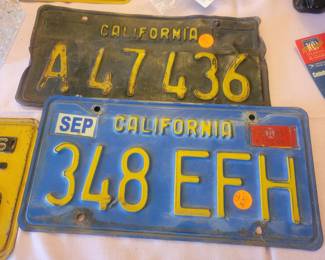 CALIFORNIA
A 47 436
SEP CALIFORNIA
348 EFH